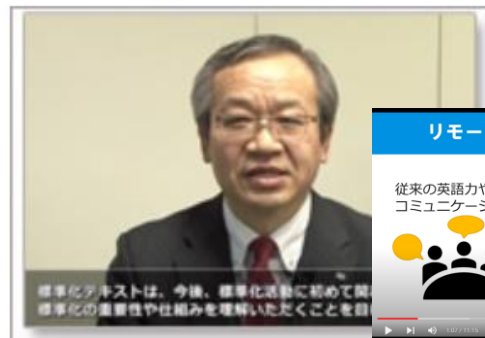 リモー
従来の英語力や
コミュニケーシ
標準化テキストは、今後、標準化活動に初めて関
標準化の重要性や仕組みを理解いただくことを目